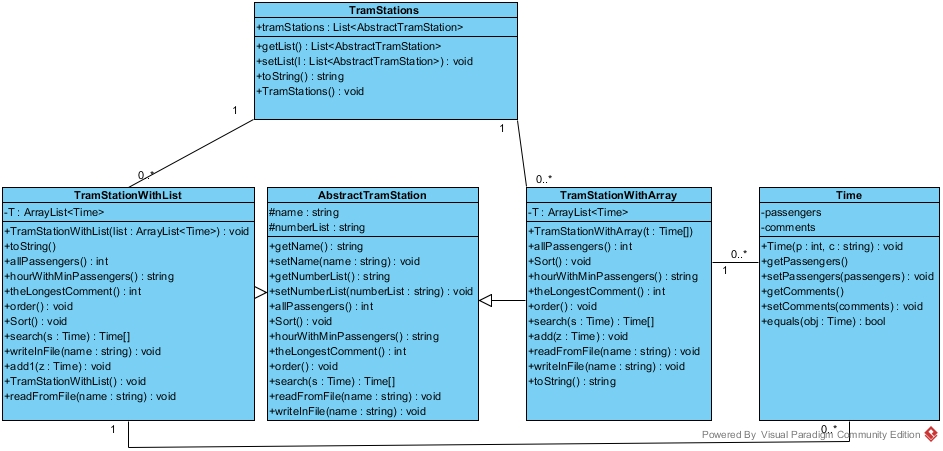 TramStations
+tramStations : List<AbstractTramStation>
+getList() : List<AbstractTramStation>
+setList(l : List<AbstractTramStation>) : void
+toString() : string
+TramStations() : void
1
1
0..*
0..*
TramStationWithList
-T : ArrayList<Time>
+TramStationWithList(list : ArrayList<Time>) : void
+toString()
+allPassengers() : int
+hourWithMinPassengers() : string
+theLongestComment() : int
+order() : void
+Sort() : void
+search(s : Time) : Time[]
+writeInFile(name : string) : void
+add1(z : Time) : void
+TramStationWithList() : void
+readFromFile(name : string) : void
AbstractTramStation
#name : string
#numberList : string
+getName() : string
+setName(name : string) : void
+getNumberList() : string
+setNumberList(numberList : string) : void
+allPassengers() : int
+Sort() : void
+hourWithMinPassengers() : string
+theLongestComment() : int
+order() : void
+search(s : Time) : Time[]
+readFromFile(name : string) : void
+writeInFile(name : string) : void
TramStationWithArray
-T : ArrayList<Time>
+TramStationWithArray(t : Time[])
+allPassengers() : int
+Sort() : void
+hourWithMinPassengers() : string
+theLongestComment() : int
+order() : void
+search(s : Time) : Time[]
+add(z : Time) : void
+readFromFile(name : string) : void
+writeInFile(name : string) : void
+toString() : string
0..*
1
Time
-passengers
-comments
+Time(p : int, c : string) : void
+getPassengers()
+setPassengers(passengers) : void
+getComments()
+setComments(comments) : void
+equals(obj : Time) : bool
1
0..*
Powered By Visual Paradigm Community Edition